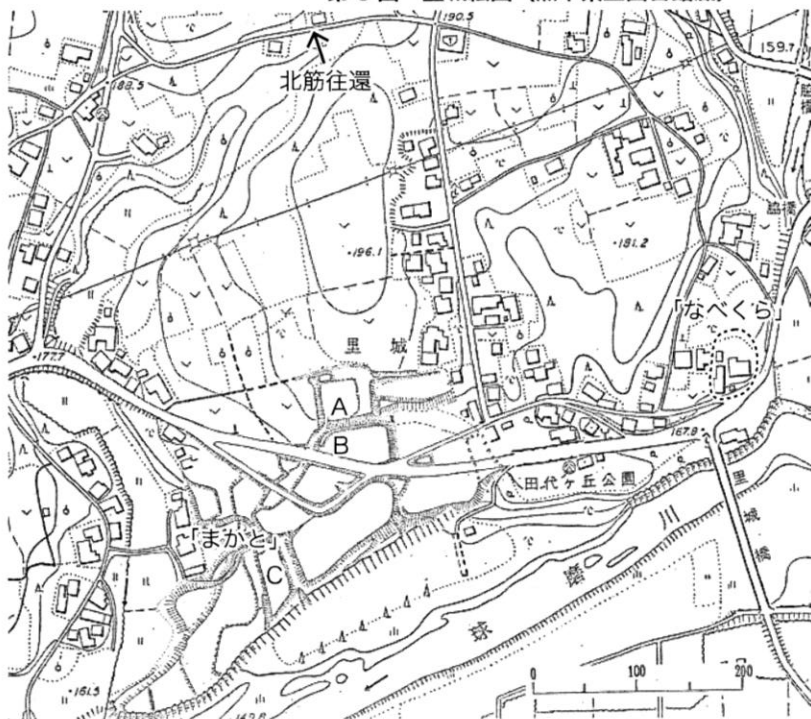 190.5
北筋往還
159.7
188.5
脇橋
196.1
181.2
「なべくら」
里城
177.7
A
B
167.8
田代ヶ丘公園
「まかと」
C
川
里城橋
球磨
161.5
0 100 200